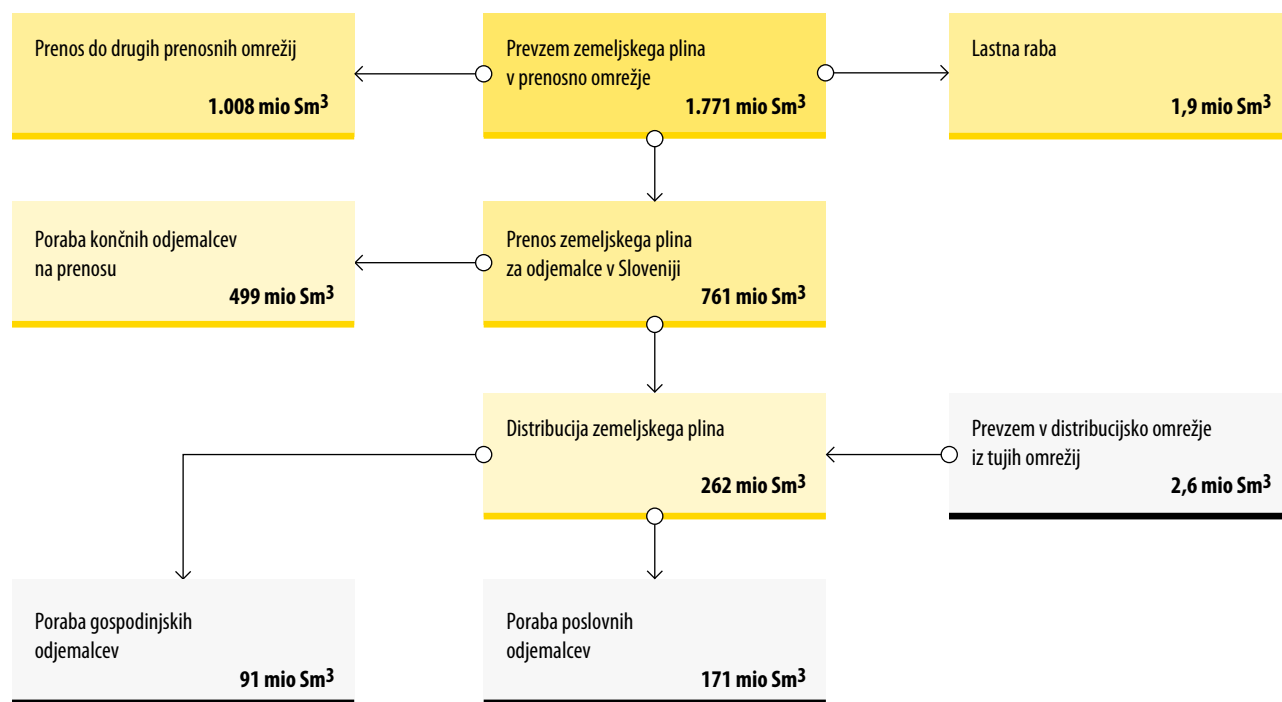 Prenos do drugih prenosnih omrežij
1.008 mio Sm³
Prevzem zemeljskega plina
v prenosno omrežje
1.771 mio Sm³
Lastna raba
1,9 mio Sm³
Poraba končnih odjemalcev
na prenosu
499 mio Sm³
Prenos zemeljskega plina
za odjemalce v Sloveniji
761 mio Sm³
Distribucija zemeljskega plina
262 mio Sm³
Prevzem v distribucijsko omrežje
iz tujih omrežij
2,6 mio Sm³
Poraba gospodinjskih
odjemalcev
91 mio Sm³
Poraba poslovnih
odjemalcev
171 mio Sm³